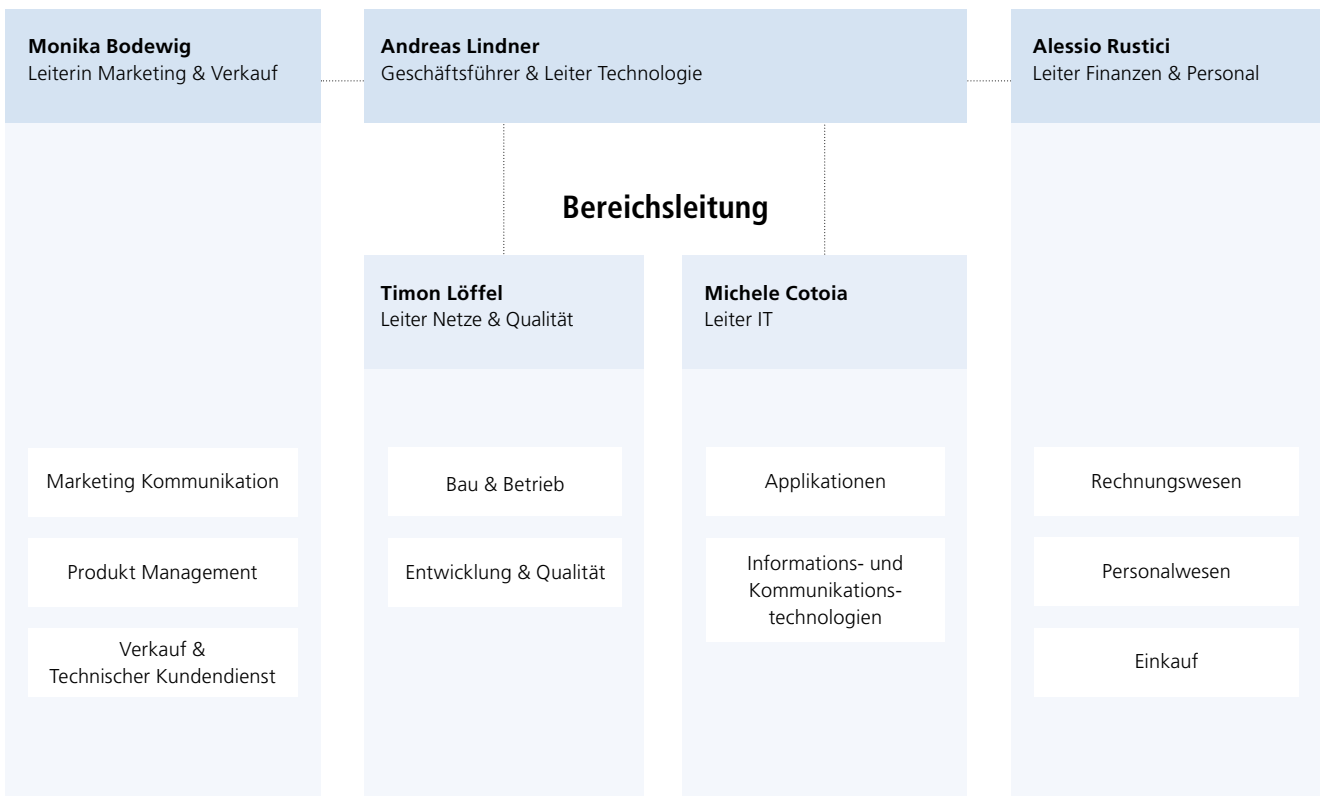 Monika Bodewig
Leiterin Marketing & Verkauf
Andreas Lindner
Geschäftsführer & Leiter Technologie
Alessio Rustici
Leiter Finanzen & Personal
Bereichsleitung
Timon Löffel
Leiter Netze & Qualität
Michele Cotoia
Leiter IT
Marketing Kommunikation
Produkt Management
Verkauf &
Technischer Kundendienst
Bau & Betrieb
Entwicklung & Qualität
Applikationen
Informations- und
Kommunikations-
technologien
Rechnungswesen
Personalwesen
Einkauf